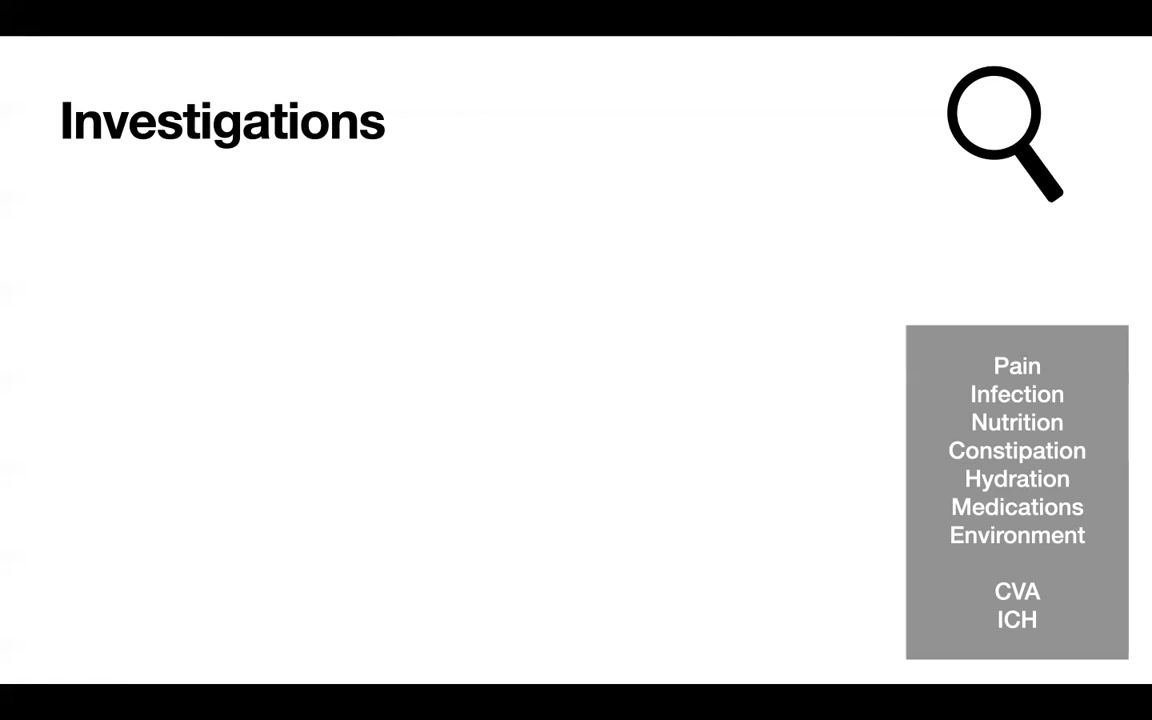 Investigations
Pain
Infection
Nutrition
Constipation
Hydration
Medications
Environment
CVA
ICH